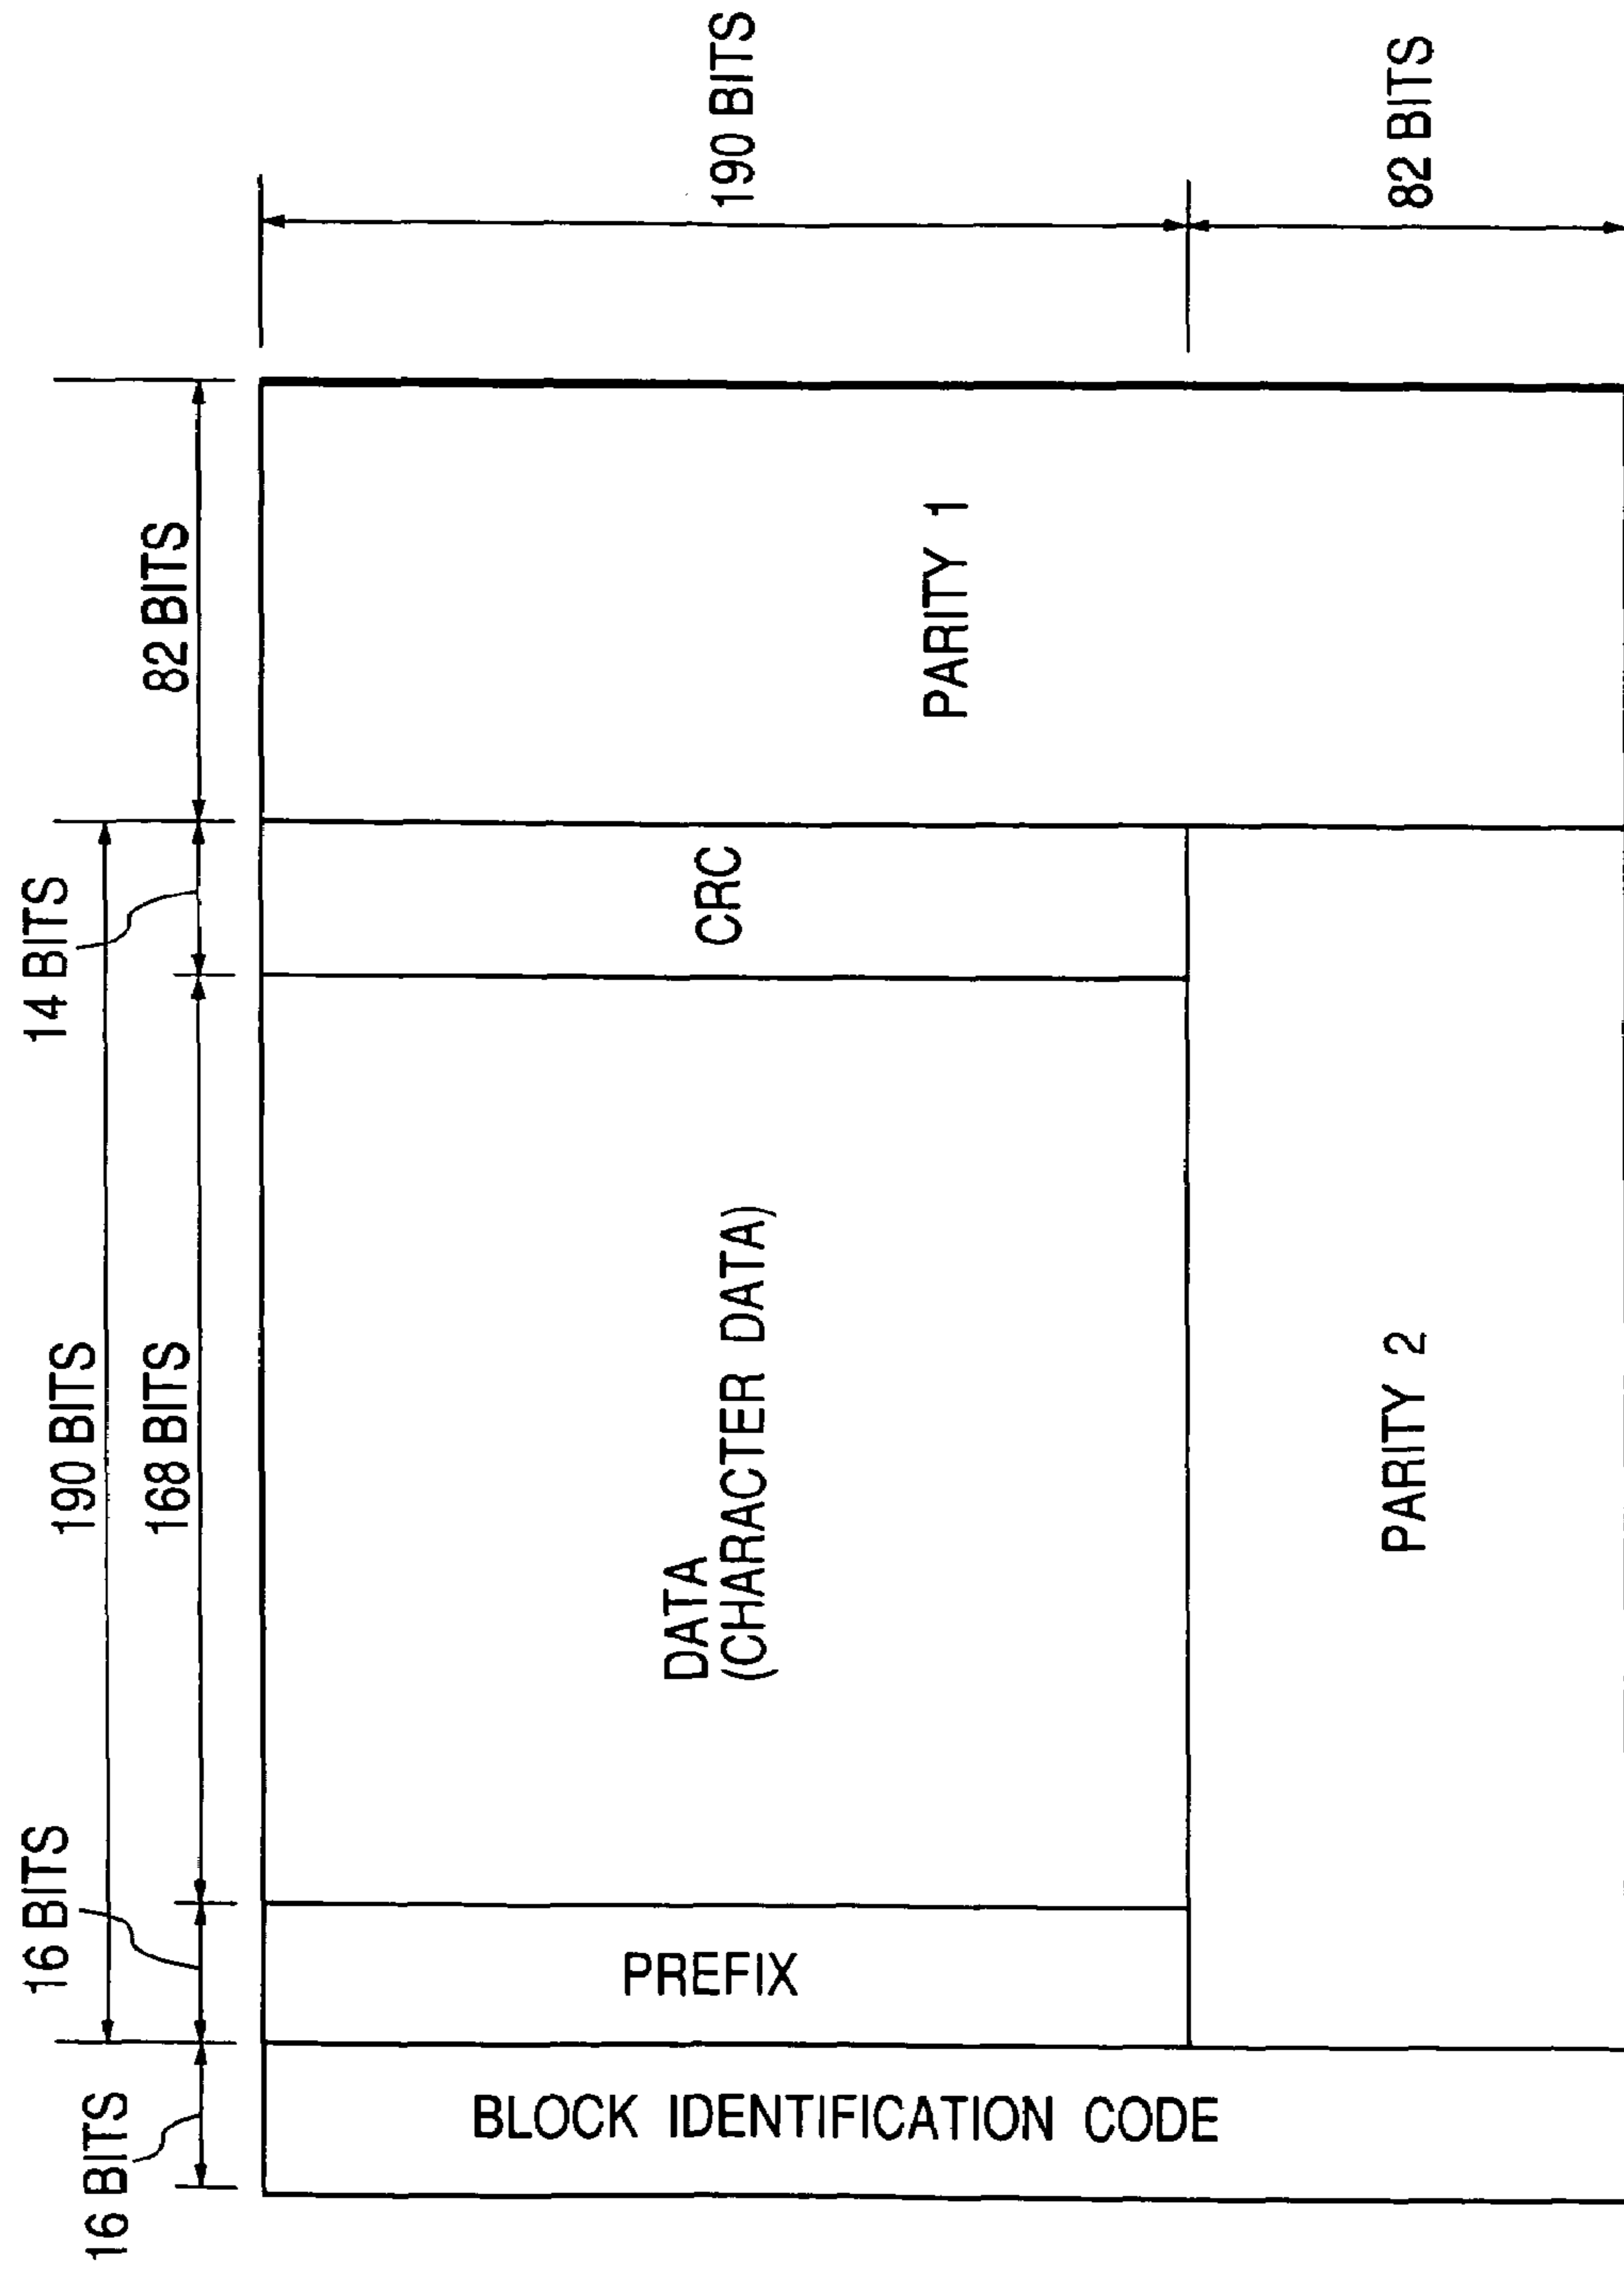 14 BITS
16 BITS
190 BITS
16 BITS
168 BITS
82 BITS
BLOCK IDENTIFICATION CODE
PREFIX
DATA
(CHARACTER DATA)
CRC
PARITY 1
190 BITS
PARITY 2
82 BITS